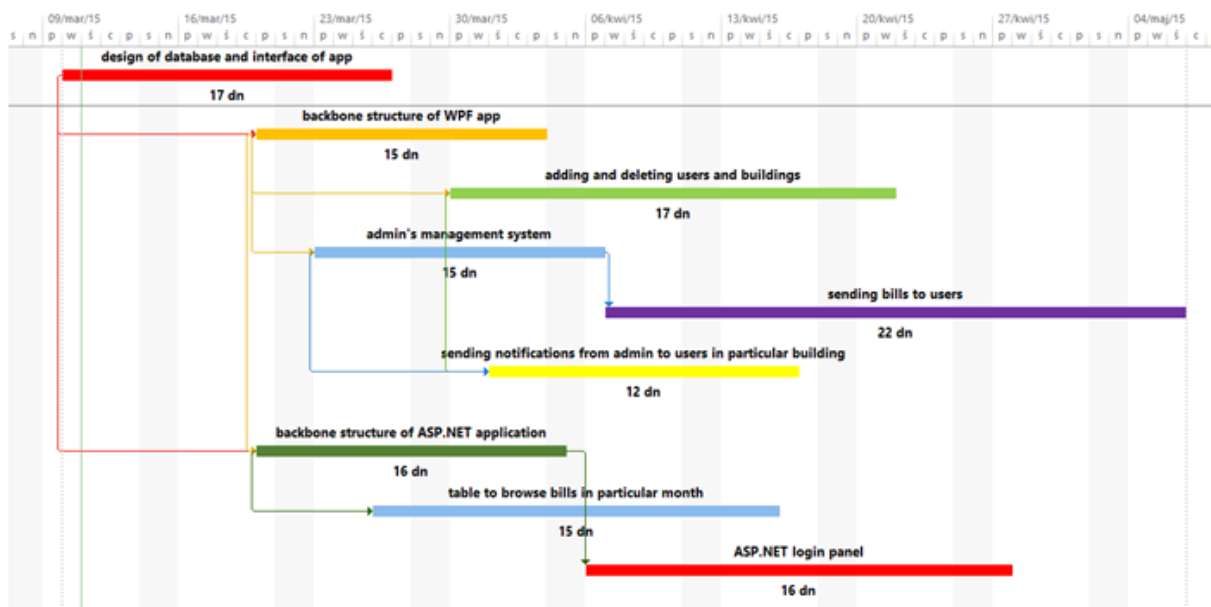 09/mar/15 16/mar/15 23/mar/15 30/mar/15 06/kwi/15 13/kwi/15 20/kwi/15 27/kwi/15 04/maj/15
s n p w ś c p s n p w ś c p s n p w ś c p s n p w ś c p s n p w ś c p s n p w ś c p s n p w ś c p s n p w ś c p s n p w ś c
design of database and interface of app
17 dn
backbone structure of WPF app
15 dn
adding and deleting users and buildings
17 dn
admin's management system
15 dn
sending bills to users
22 dn
sending notifications from admin to users in particular building
12 dn
backbone structure of ASP.NET application
16 dn
table to browse bills in particular month
15 dn
ASP.NET login panel
16 dn